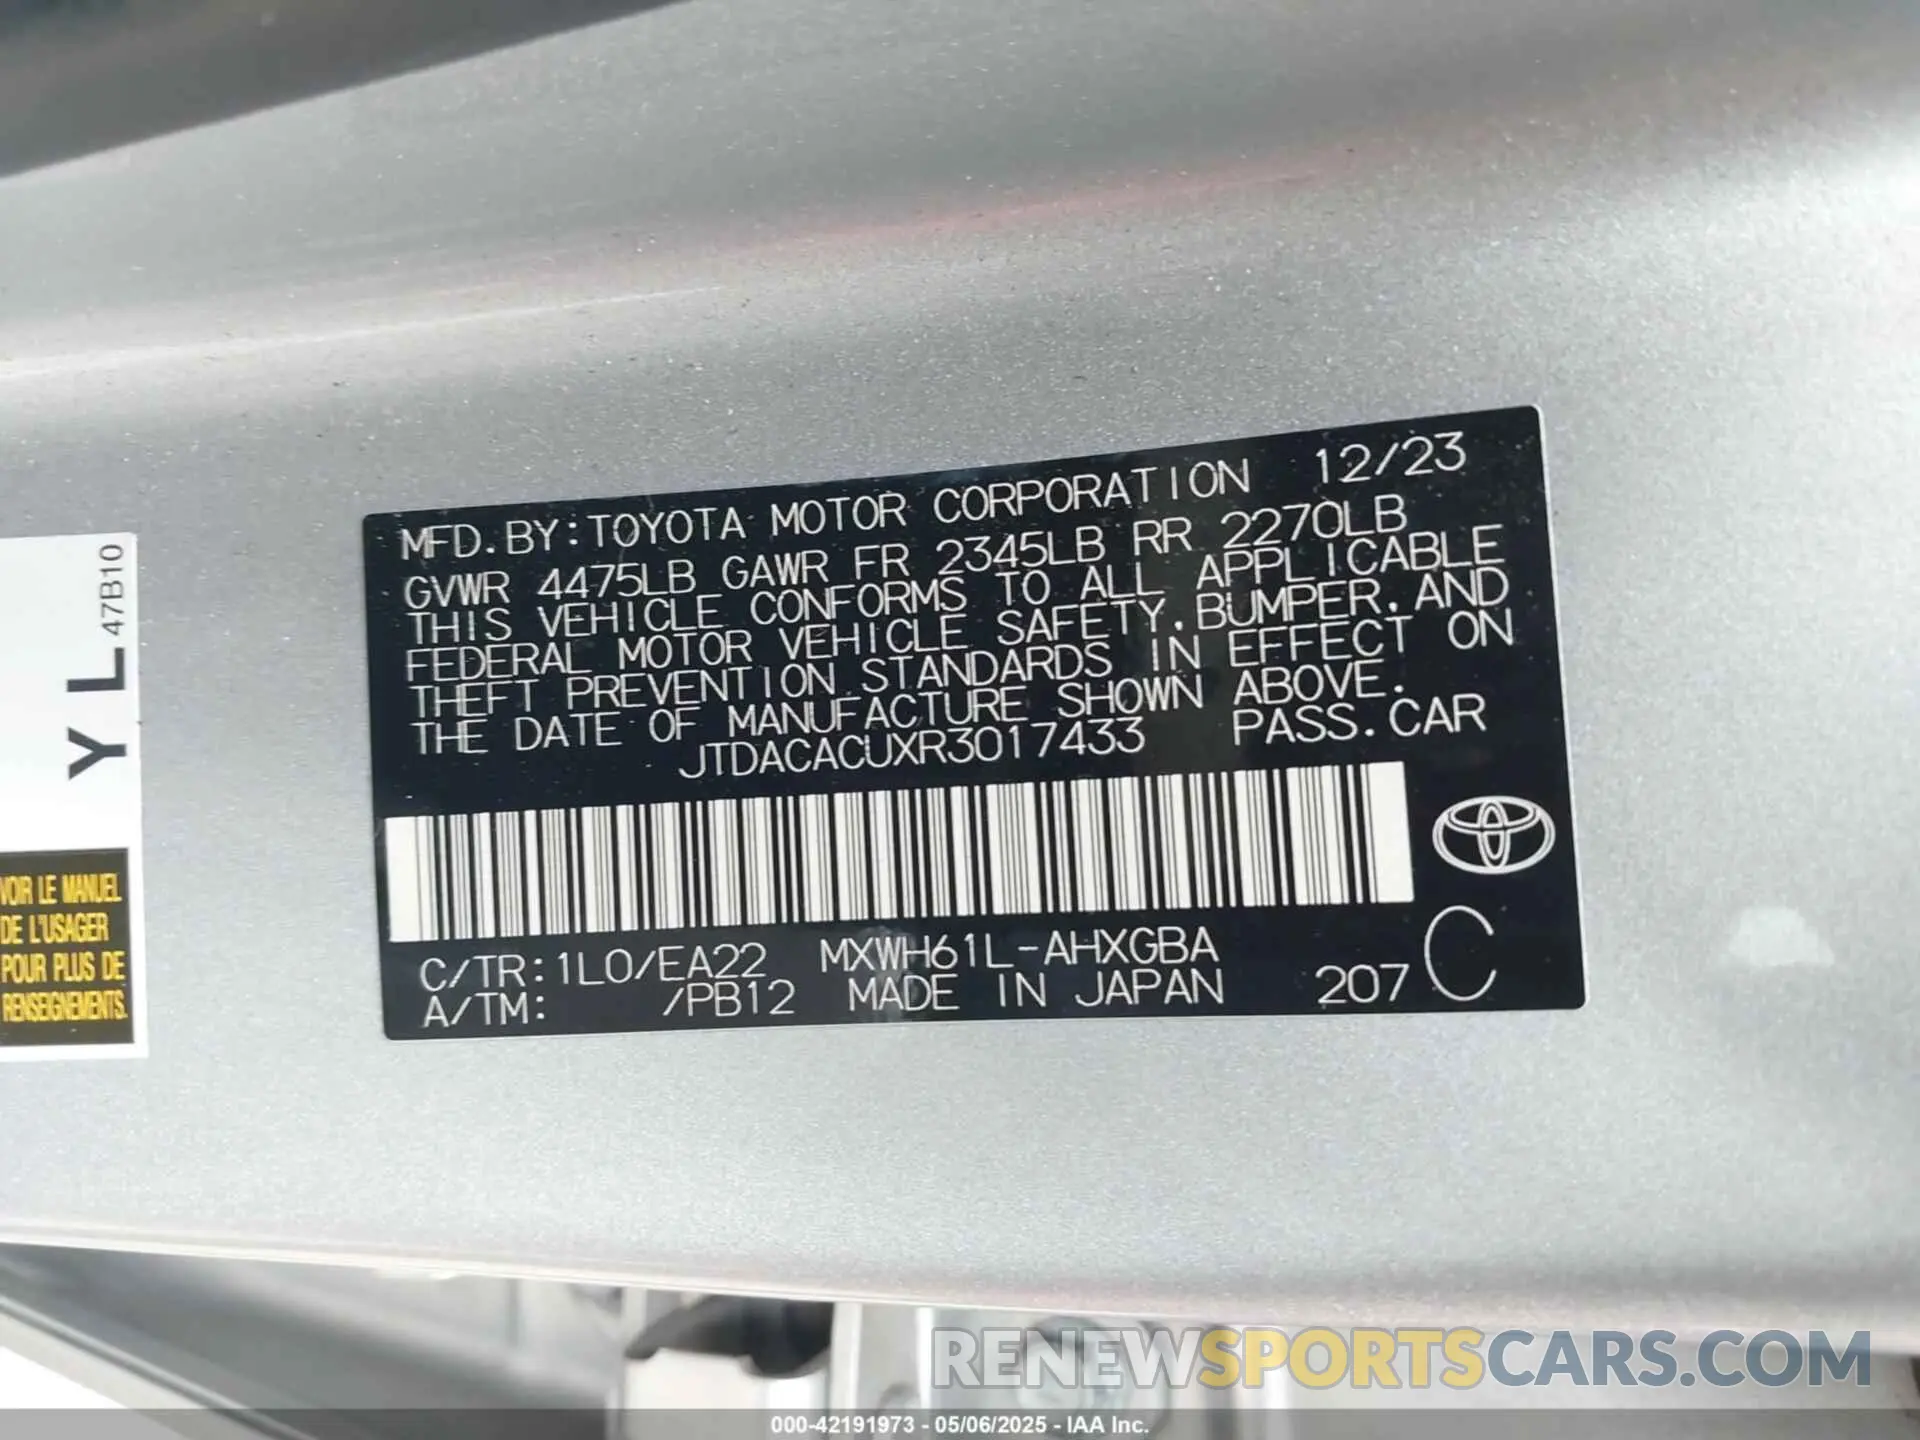 MFD. BY: TOYOTA MOTOR CORPORATION 12/23
GVWR 4475LB GAWR FR 2345LB RR 2270LB
THIS VEHICLE CONFORMS TO ALL APPLICABLE
FEDERAL MOTOR VEHICLE SAFETY, BUMPER, AND
THEFT PREVENTION STANDARDS IN EFFECT ON
THE DATE OF MANUFACTURE SHOWN ABOVE.
JTDACACUXR3017433 PASS. CAR
C/TR: 1L0/EA22 MXWH61L-AHXGBA
A/TM: /PB12 MADE IN JAPAN 207 C
Y L 47B10
VOIR LE MANUEL
DE L'USAGER
POUR PLUS DE
RENSEIGNEMENTS.
RENEWSPORTSCARS.COM
000-42191973 - 05/06/2025 - IAA Inc.